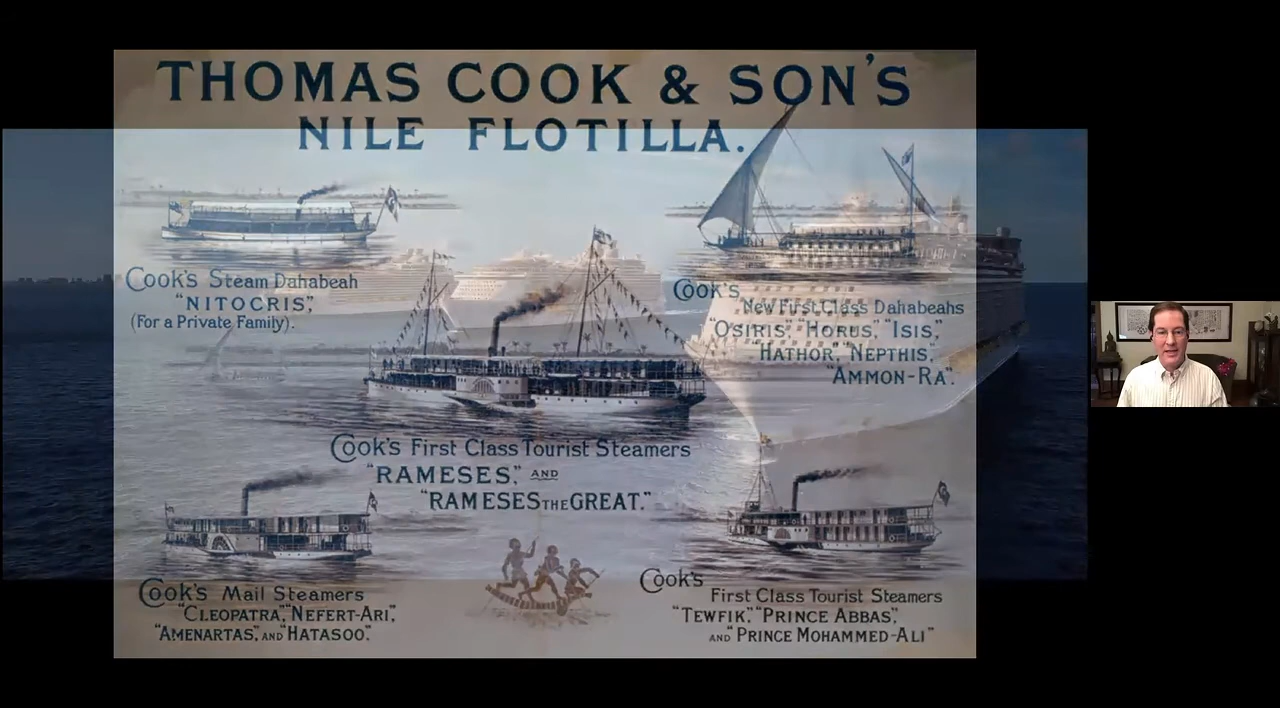 THOMAS COOK & SON'S
NILE FLOTILLA.
Cook's Steam Dahabeah
"NITOCRIS",
(For a Private Family).
Cook's
New First Class Dahabeahs
"OSIRIS," "HORUS," "ISIS,"
"HATHOR," "NEPTHIS,"
"AMMON-RA".
Cook's First Class Tourist Steamers
"RAMESES," AND
"RAMESES THE GREAT."
Cook's Mail Steamers
"CLEOPATRA," "NEFERT-ARI,"
"AMENARTAS," AND "HATASOO."
Cook's
First Class Tourist Steamers
"TEWFIK," "PRINCE ABBAS,"
AND "PRINCE MOHAMMED-ALI"